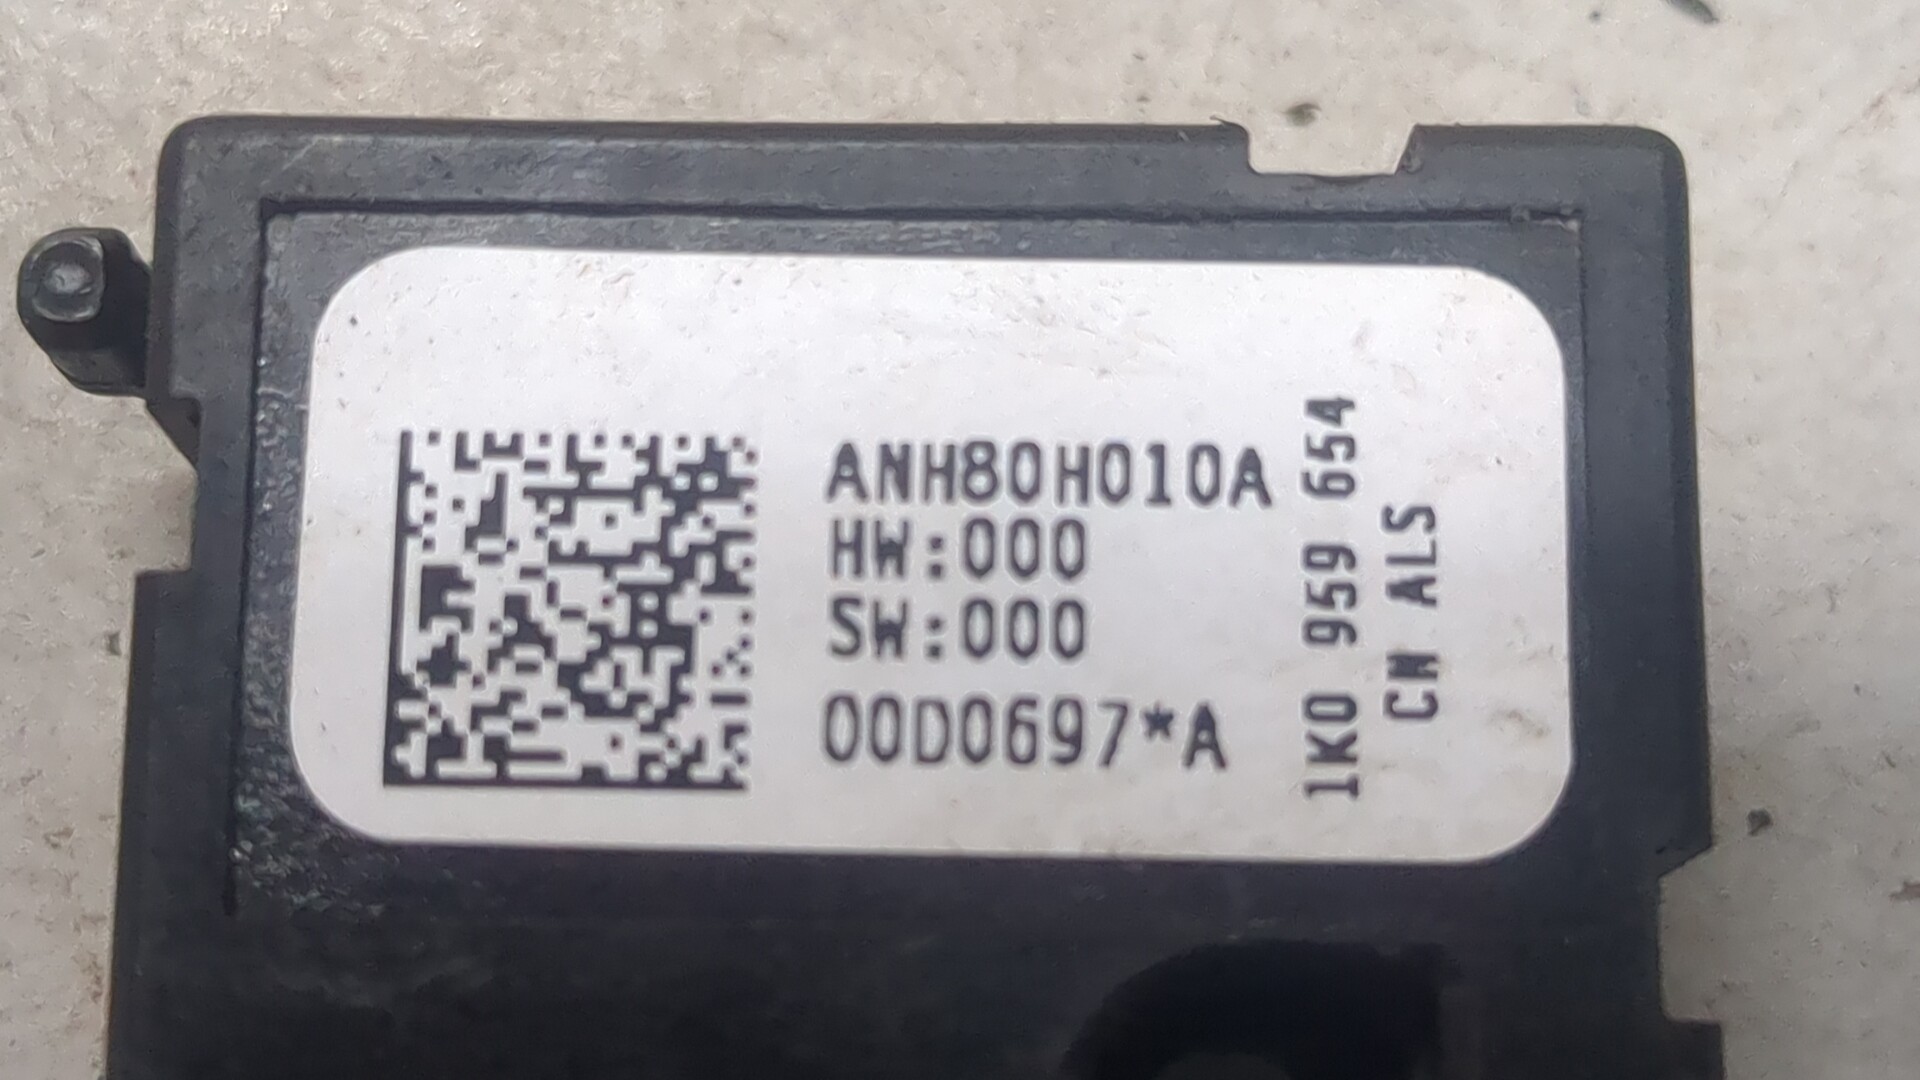 ANH80H010A
HW:000
SW:000
00D0697*A
1K0 959 654
CN ALS